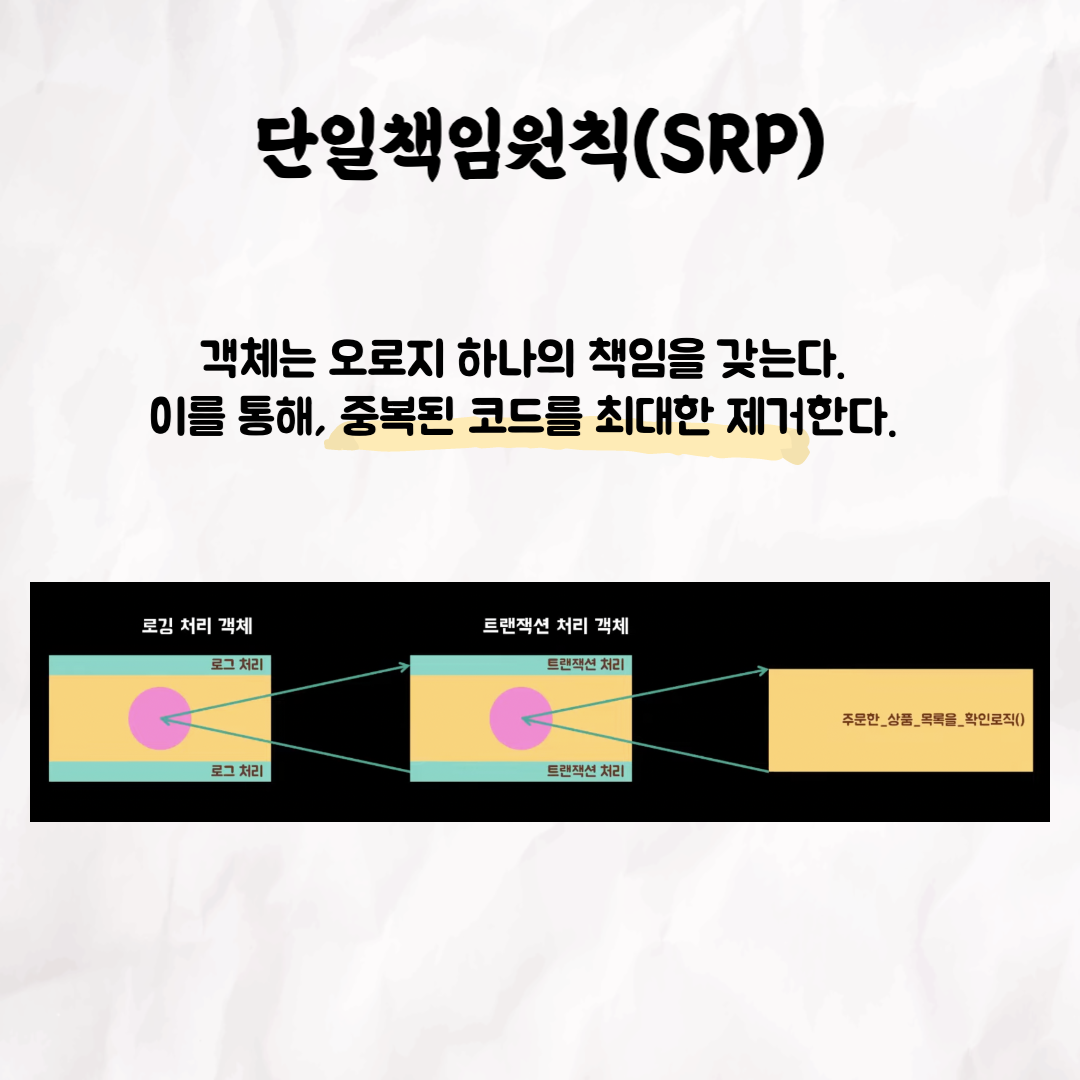 단일책임원칙(SRP)
객체는 오로지 하나의 책임을 갖는다.
이를 통해, 중복된 코드를 최대한 제거한다.
로깅 처리 객체
트랜잭션 처리 객체
로그 처리
트랜잭션 처리
주문한_상품_목록을_확인로직()
로그 처리
트랜잭션 처리